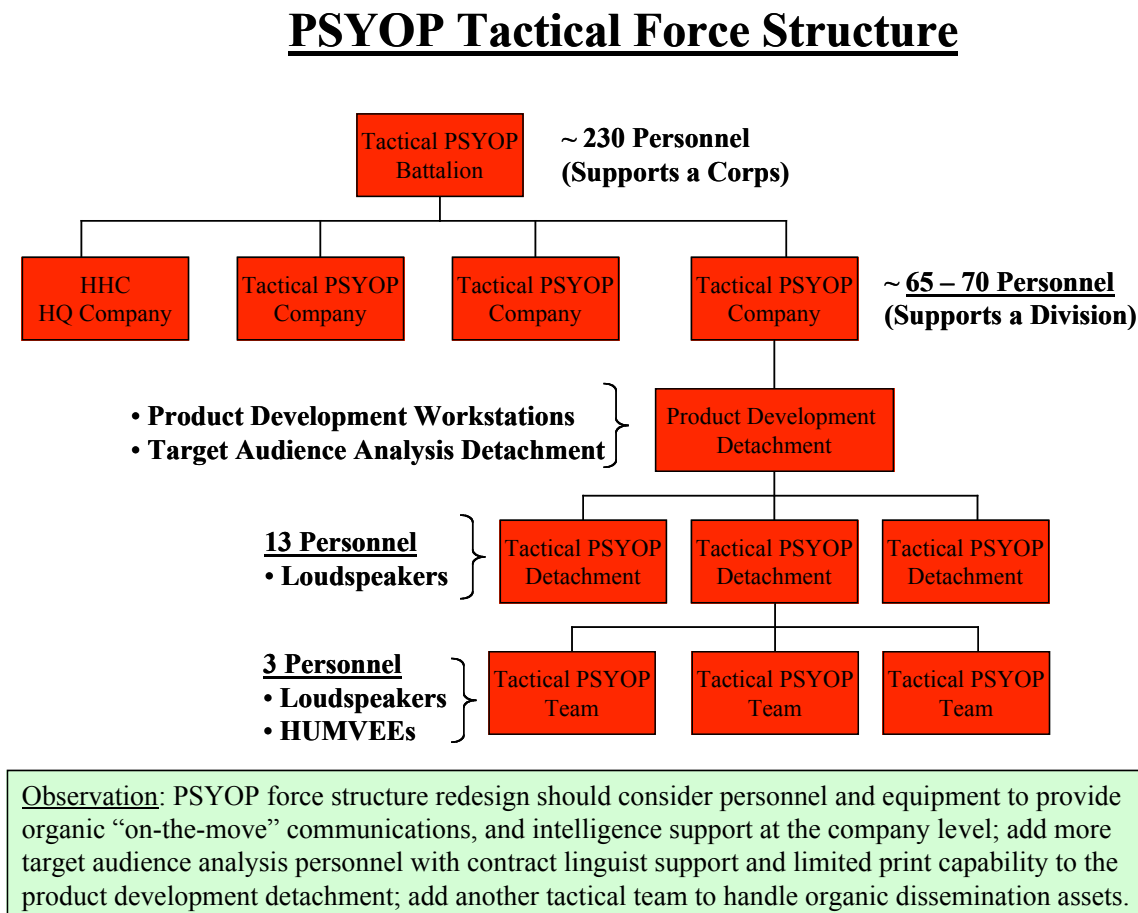 PSYOP Tactical Force Structure
Tactical PSYOP
Battalion
~ 230 Personnel
(Supports a Corps)
HHC
HQ Company
Tactical PSYOP
Company
Tactical PSYOP
Company
Tactical PSYOP
Company
~ 65 – 70 Personnel
(Supports a Division)
• Product Development Workstations
• Target Audience Analysis Detachment
Product Development
Detachment
13 Personnel
• Loudspeakers
Tactical PSYOP
Detachment
Tactical PSYOP
Detachment
Tactical PSYOP
Detachment
3 Personnel
• Loudspeakers
• HUMVEEs
Tactical PSYOP
Team
Tactical PSYOP
Team
Tactical PSYOP
Team
Observation: PSYOP force structure redesign should consider personnel and equipment to provide
organic “on-the-move” communications, and intelligence support at the company level; add more
target audience analysis personnel with contract linguist support and limited print capability to the
product development detachment; add another tactical team to handle organic dissemination assets.